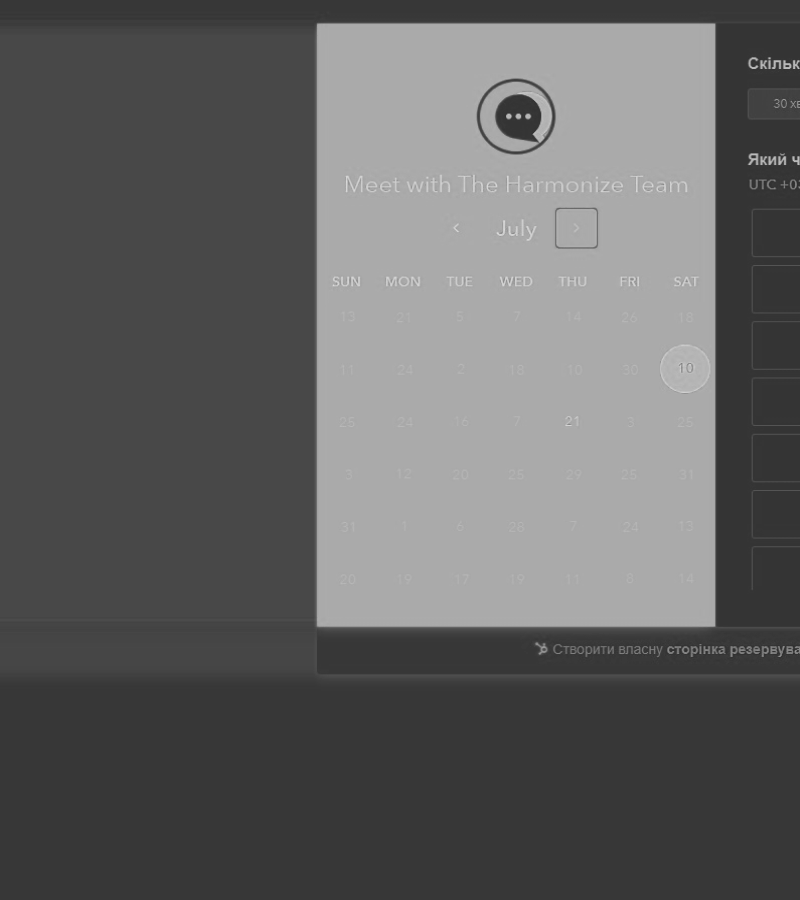 Meet with The Harmonize Team
July
SUN MON TUE WED THU FRI SAT
13 21 5 7 14 26 18
11 24 2 18 10 30 10
25 24 16 7 21 3 25
3 12 20 25 29 25 31
31 1 6 28 7 24 13
20 19 17 19 11 6 14
Скільк
30 хв
Який ч
UTC +03
Створити власну сторінка резервува